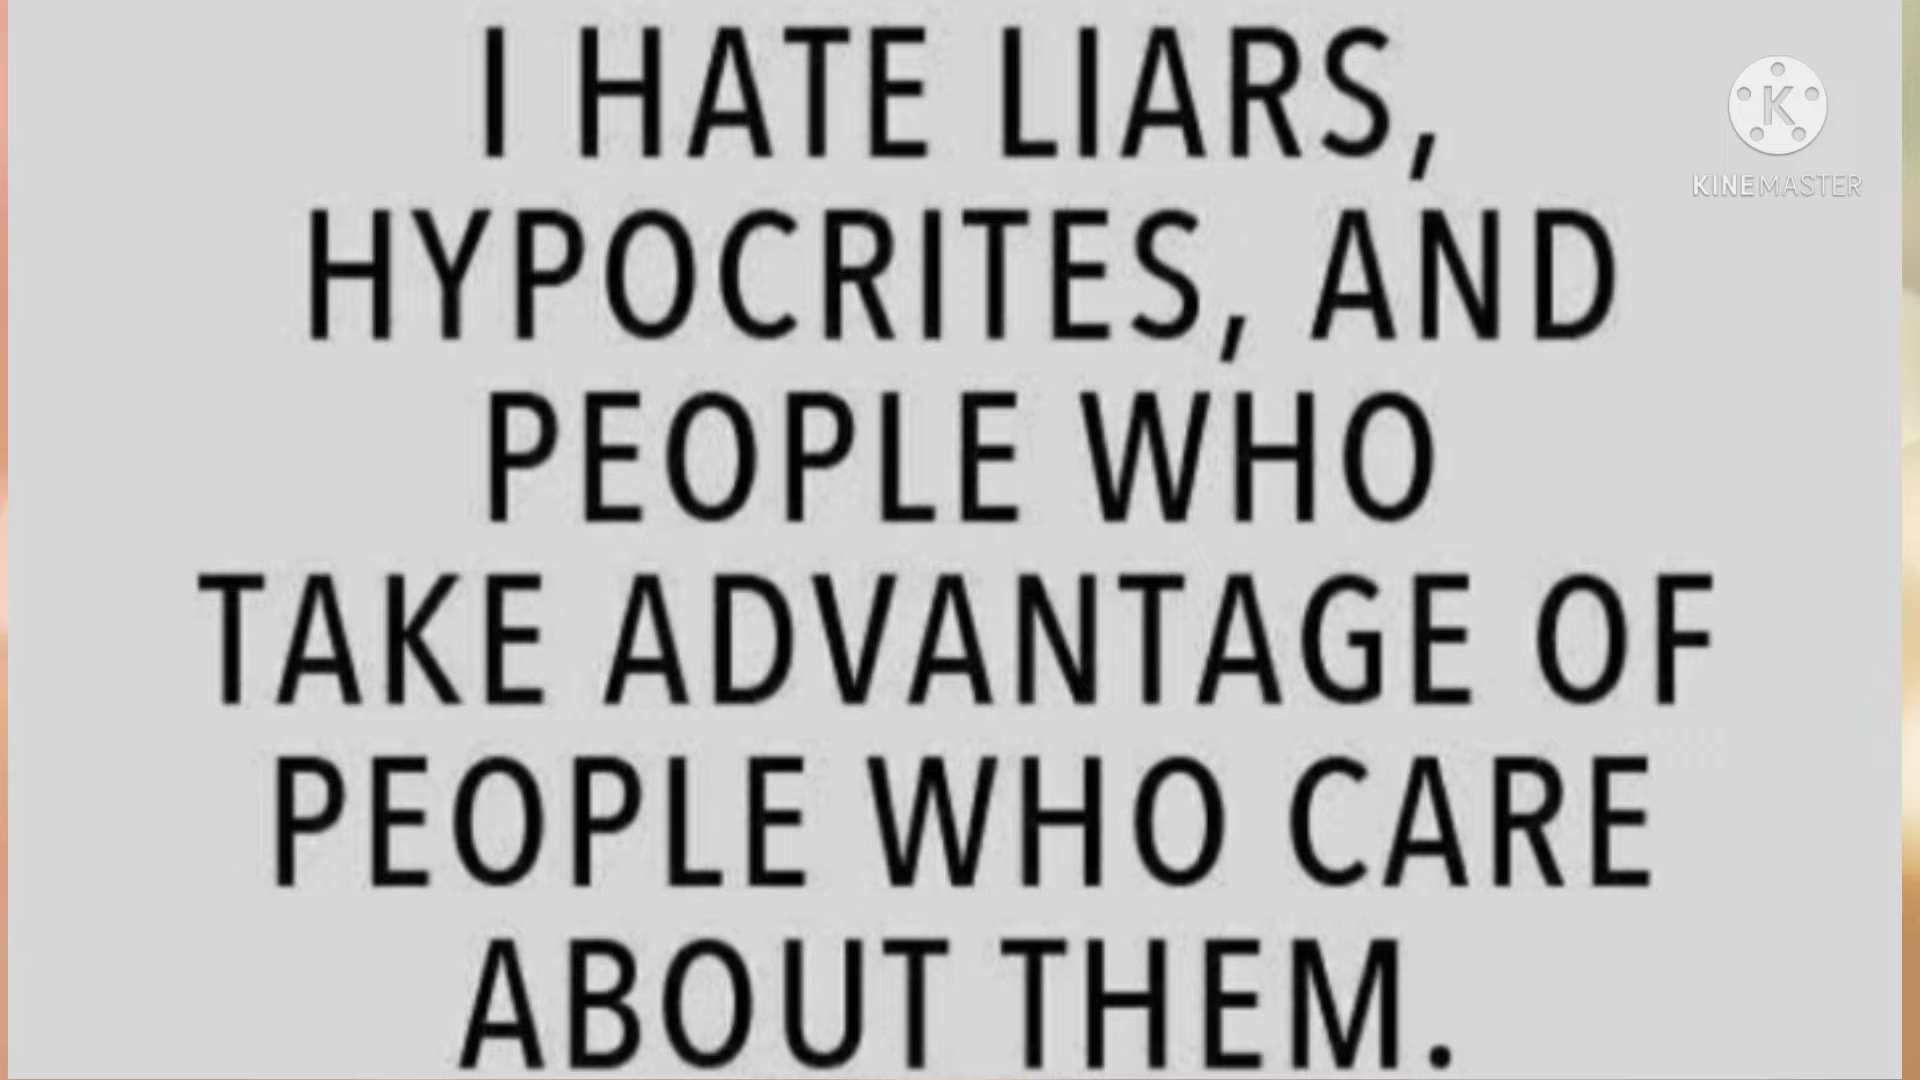 I HATE LIARS,
HYPOCRITES, AND
PEOPLE WHO
TAKE ADVANTAGE OF
PEOPLE WHO CARE
ABOUT THEM.
K
KINEMASTER